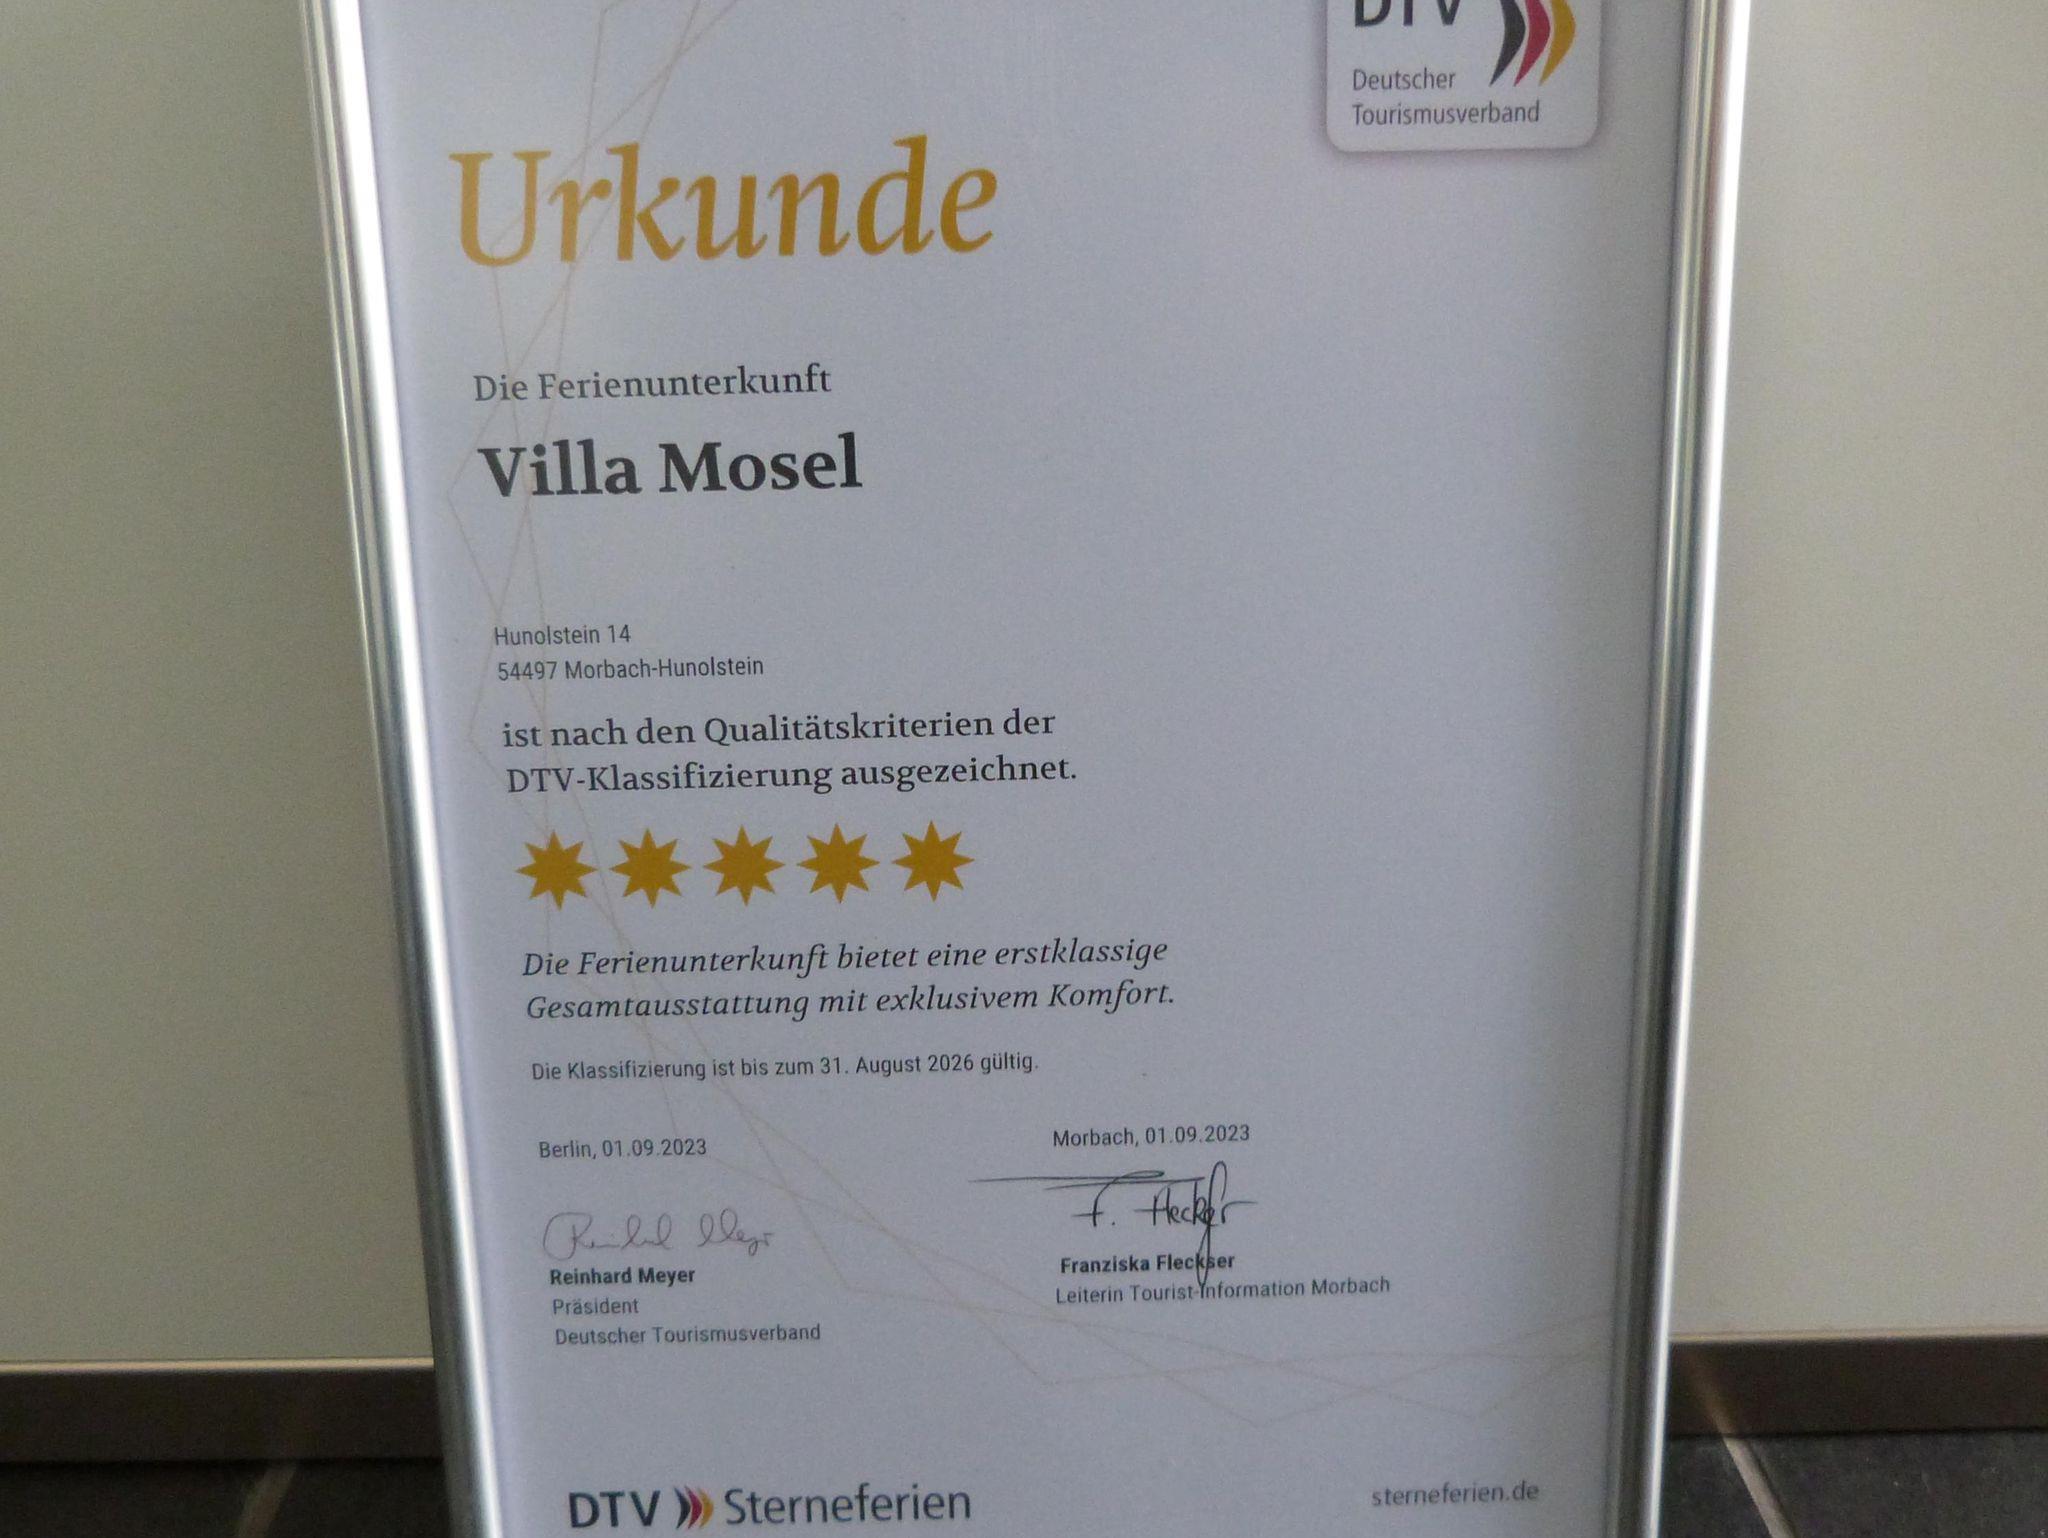 DTV
Deutscher
Tourismusverband
Urkunde
Die Ferienunterkunft
Villa Mosel
Hunolstein 14
54497 Morbach-Hunolstein
ist nach den Qualitätskriterien der
DTV-Klassifizierung ausgezeichnet.
Die Ferienunterkunft bietet eine erstklassige
Gesamtausstattung mit exklusivem Komfort.
Die Klassifizierung ist bis zum 31. August 2026 gültig.
Berlin, 01.09.2023
Reinhard Meyer
Reinhard Meyer
Präsident
Deutscher Tourismusverband
Morbach, 01.09.2023
F. Fleckser
Franziska Fleckser
Leiterin Tourist-Information Morbach
DTV Sterneferien
sterneferien.de